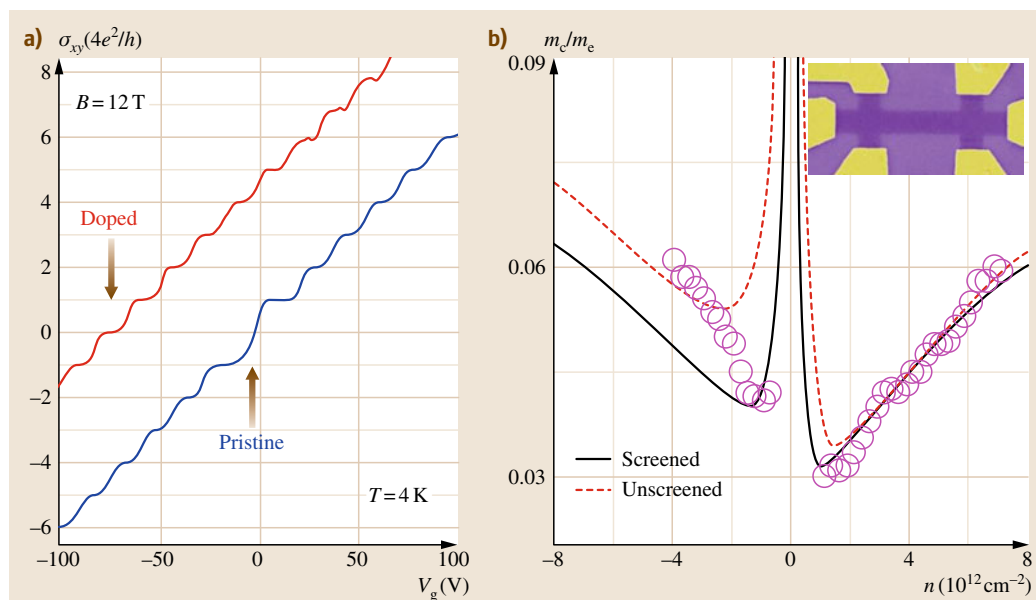 a) σxy(4e²/h)
8
B = 12 T
6
4
Doped
2
0
−2
Pristine
−4
T = 4 K
−6
−100 −50 0 50 100
Vg(V)
b) mc/me
0.09
0.06
0.03
Screened
Unscreened
−8 −4 0 4 8
n (10¹² cm⁻²)